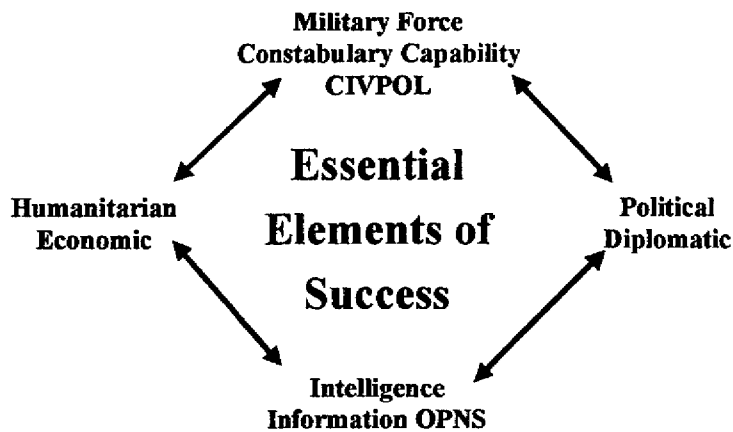 Military Force
Constabulary Capability
CIVPOL
Essential
Elements of
Success
Humanitarian
Economic
Political
Diplomatic
Intelligence
Information OPNS